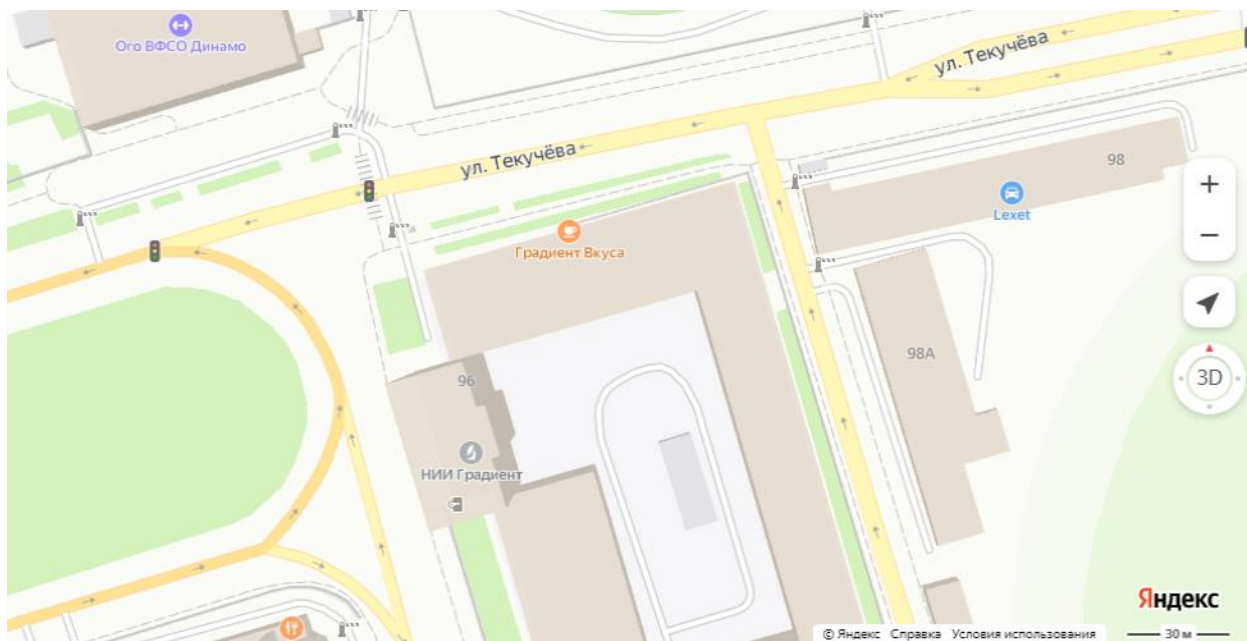 Ого ВФСО Динамо
ул. Текучёва
ул. Текучёва
98
Lexet
Градиент Вкуса
98А
3D
96
НИИ Градиент
Яндекс
© Яндекс Справка Условия использования
30 м